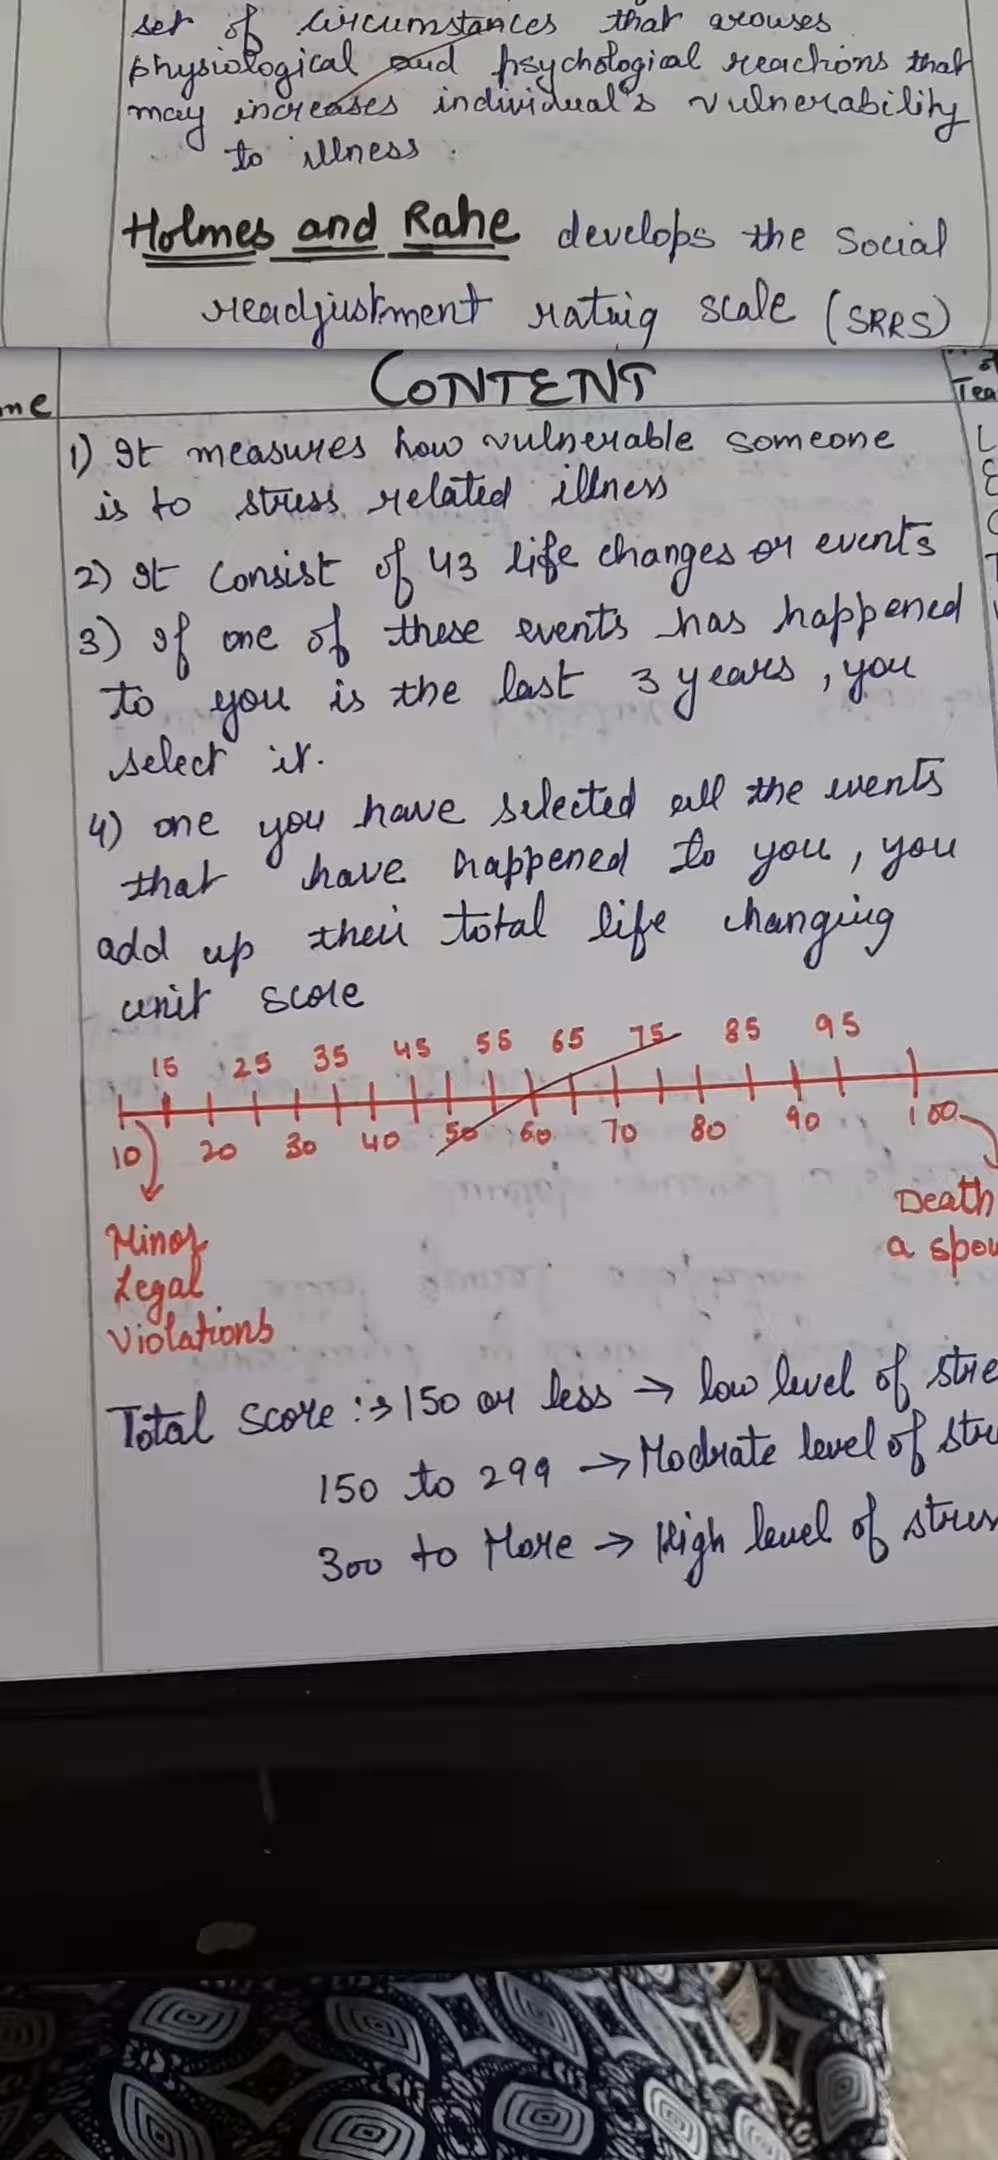 set of circumstances that arouses
physiological and psychological reactions that
may increases individual's vulnerability
to illness.
Holmes and Rahe develops the social
readjustment rating scale (SRRS)
me
CONTENT
Tea
1) It measures how vulnerable someone
is to stress related illness
2) It consist of 43 life changes or events
3) If one of these events has happened
to you is the last 3 years, you
select it.
4) one you have selected all the events
that have happened to you, you
add up their total life changing
unit score
15 25 35 45 55 65 75 85 95
10 20 30 40 50 60 70 80 90 100
Minor
Legal
Violations
Death
a spou
Total score :→ 150 or less → low level of stre
150 to 299 → Modrate level of stre
300 to More → High level of stres